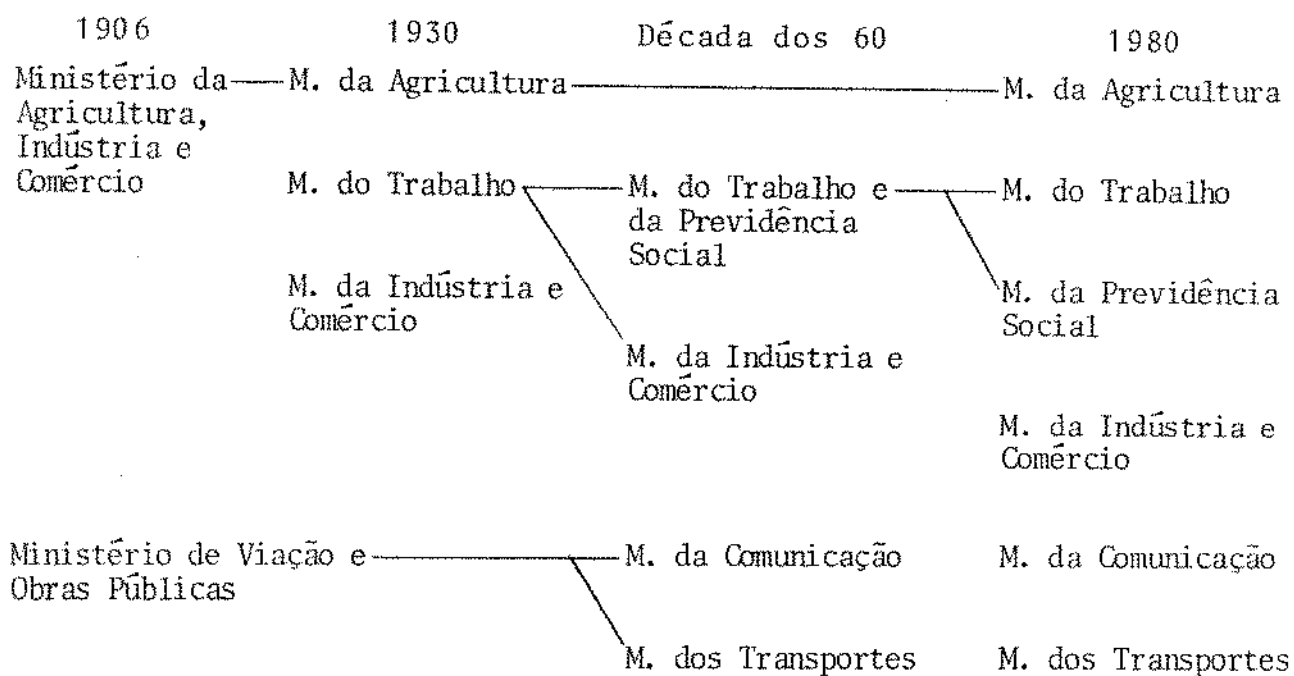 1906 1930 Década dos 60 1980
Ministério da M. da Agricultura M. da Agricultura
Agricultura,
Indústria e
Comércio M. do Trabalho M. do Trabalho e M. do Trabalho
da Previdência
Social
M. da Indústria e M. da Previdência
Comércio Social
M. da Indústria e
Comércio
M. da Indústria e
Comércio
Ministério de Viação e M. da Comunicação M. da Comunicação
Obras Públicas
M. dos Transportes M. dos Transportes